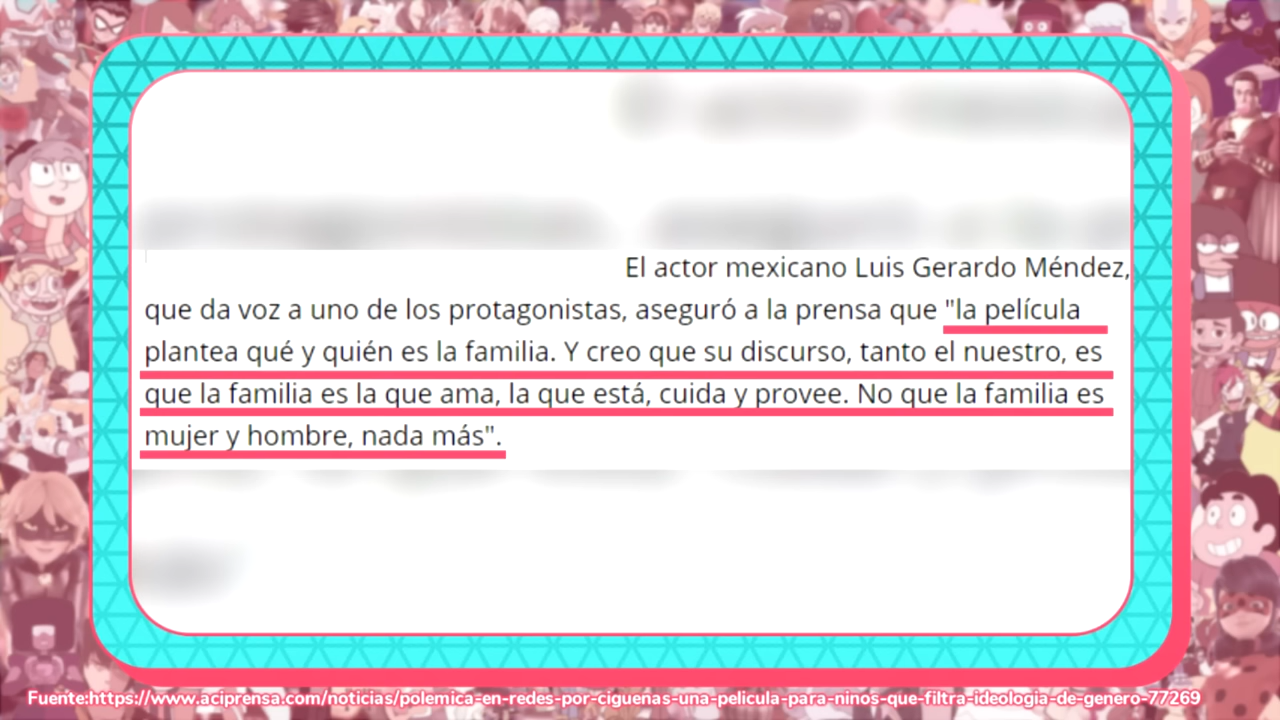 El actor mexicano Luis Gerardo Méndez,
que da voz a uno de los protagonistas, aseguró a la prensa que "la película
plantea qué y quién es la familia. Y creo que su discurso, tanto el nuestro, es
que la familia es la que ama, la que está, cuida y provee. No que la familia es
mujer y hombre, nada más".
Fuente:https://www.aciprensa.com/noticias/polemica-en-redes-por-ciguenas-una-pelicula-para-ninos-que-filtra-ideologia-de-genero-77269